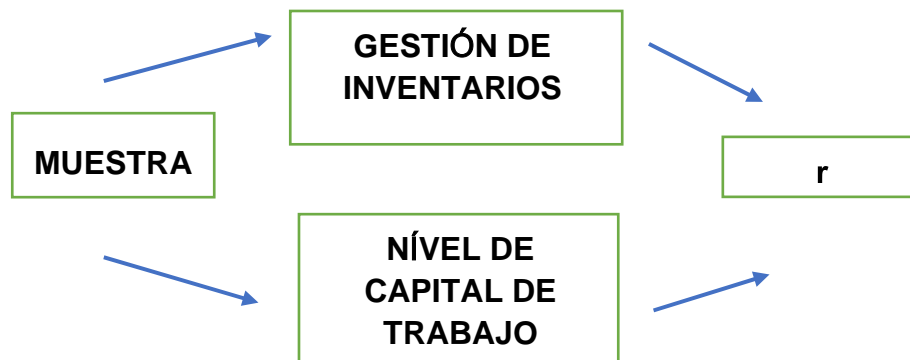 GESTIÓN DE
INVENTARIOS
MUESTRA
r
NÍVEL DE
CAPITAL DE
TRABAJO